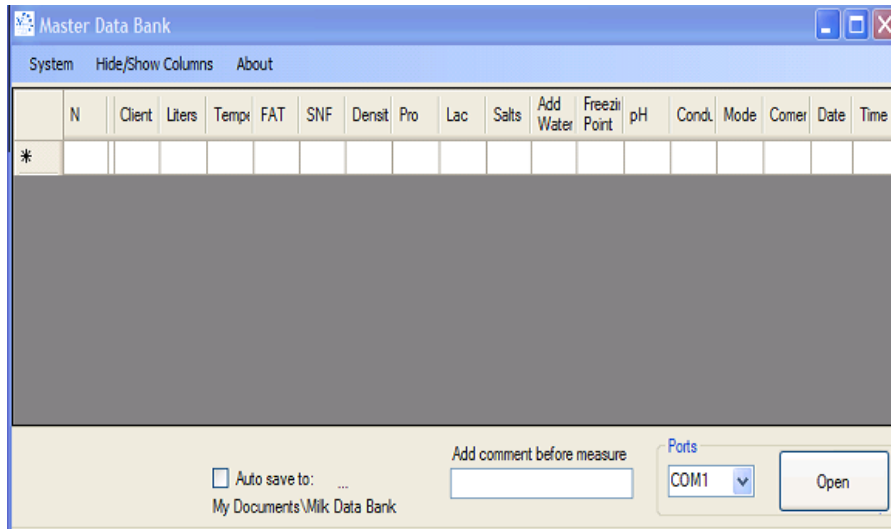 Master Data Bank
System Hide/Show Columns About
N Client Liters Tempe FAT SNF Densit Pro Lac Salts Add Water Freezin Point pH Condu Mode Comer Date Time
*
Add comment before measure
Ports
Auto save to: ...
COM1
Open
My Documents\Milk Data Bank